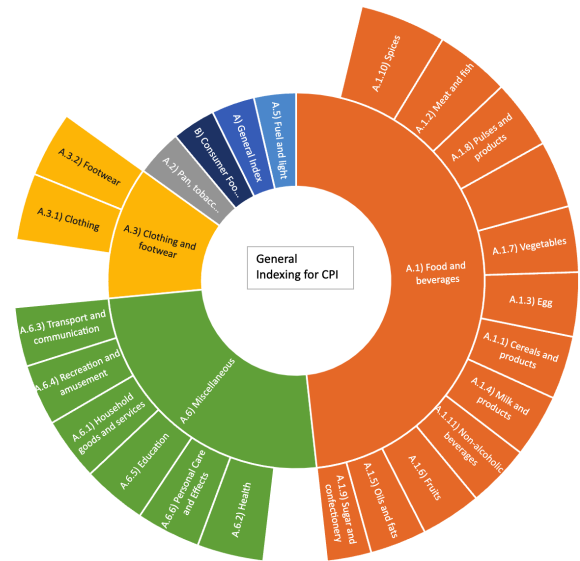 General
Indexing for CPI
A.1) Food and
beverages
A.1.10) Spices
A.1.2) Meat and fish
A.1.8) Pulses and
products
A.1.7) Vegetables
A.1.3) Egg
A.1.1) Cereals and
products
A.1.4) Milk and
products
A.1.11) Non-alcoholic
beverages
A.1.6) Fruits
A.1.5) Oils and fats
A.1.9) Sugar and
confectionery
A.6) Miscellaneous
A.6.2) Health
A.6.6) Personal Care
and Effects
A.6.5) Education
A.6.1) Household
goods and services
A.6.4) Recreation and
amusement
A.6.3) Transport and
communication
A.3) Clothing and
footwear
A.3.1) Clothing
A.3.2) Footwear
A.2) Pan, tobacc...
B) Consumer Foo...
A) General Index
A.5) Fuel and light